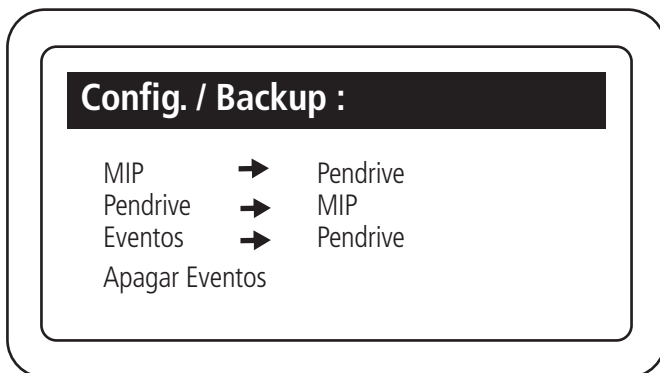 Config. / Backup :
MIP → Pendrive
Pendrive → MIP
Eventos → Pendrive
Apagar Eventos